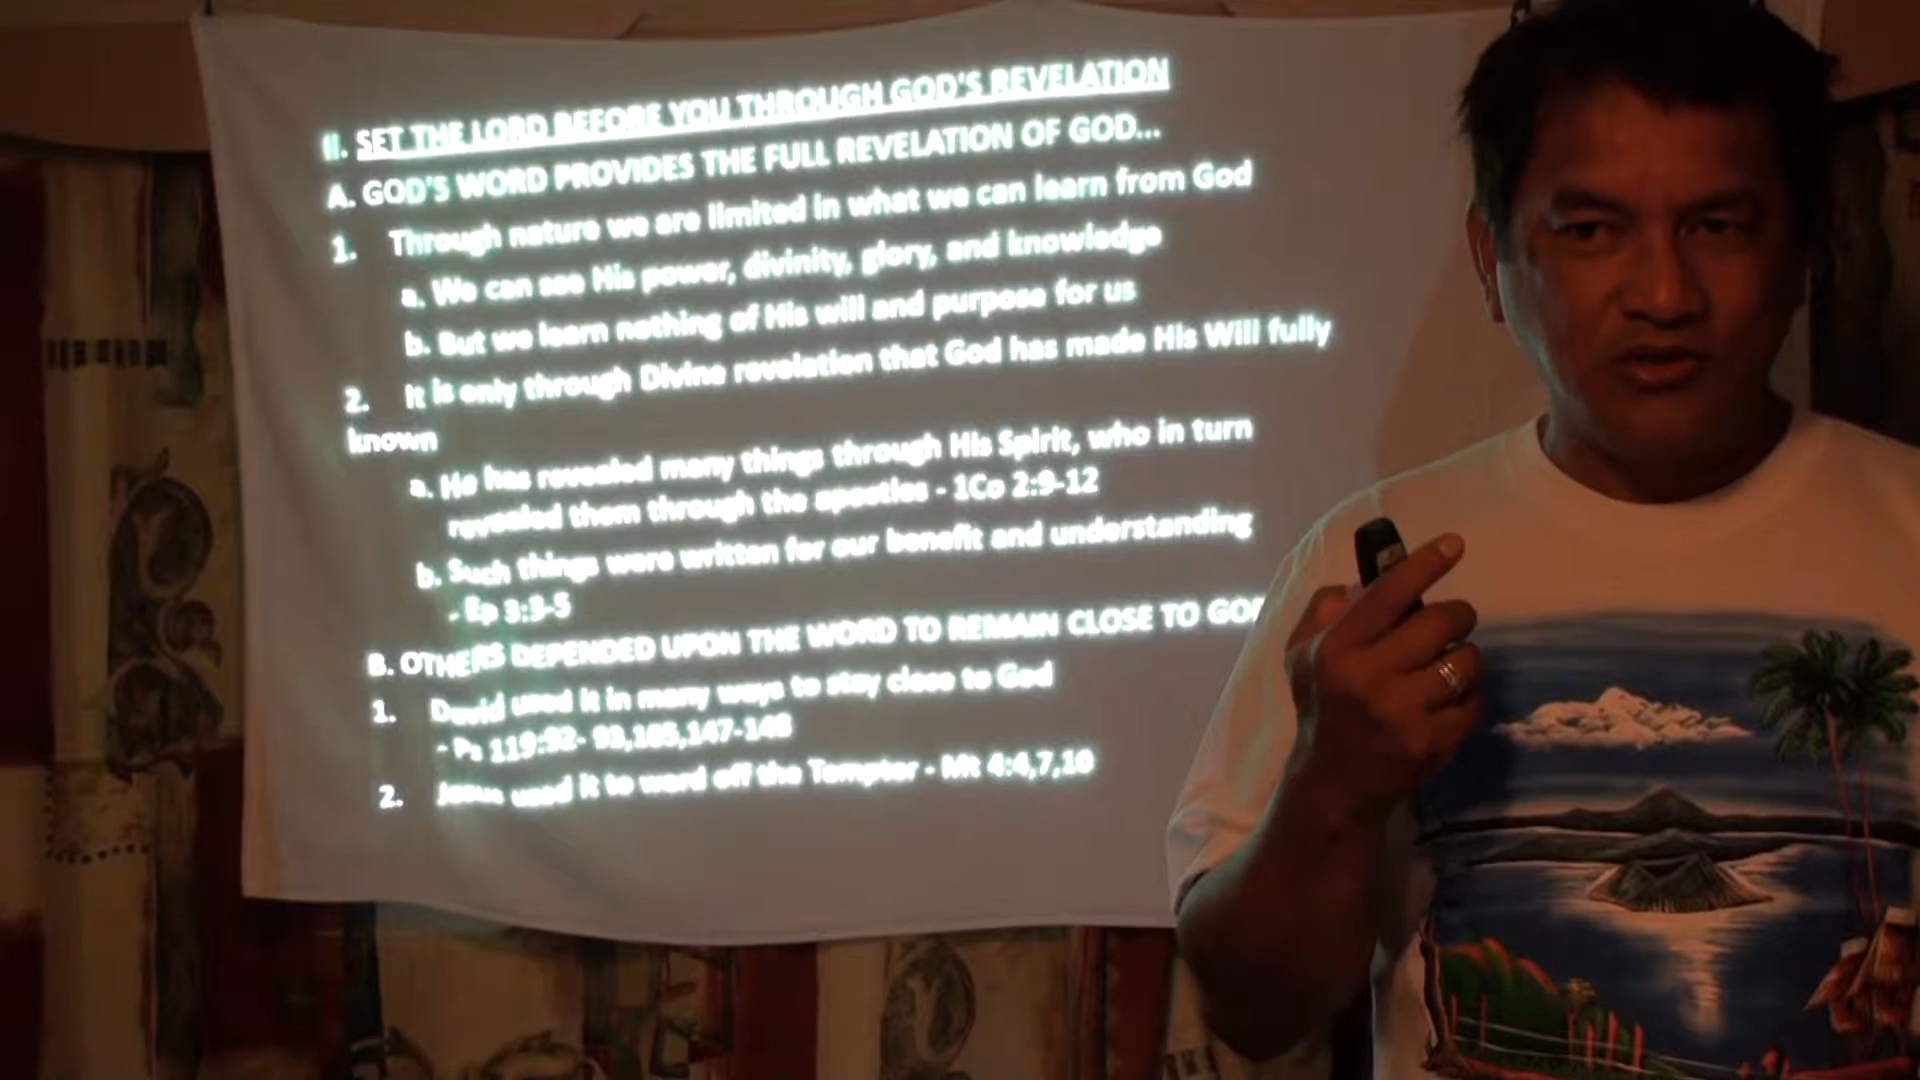 II. SET THE LORD BEFORE YOU THROUGH GOD'S REVELATION
A. GOD'S WORD PROVIDES THE FULL REVELATION OF GOD...
1. Through nature we are limited in what we can learn from God
a. We can see His power, divinity, glory, and knowledge
b. But we learn nothing of His will and purpose for us
2. It is only through Divine revelation that God has made His Will fully
known
a. He has revealed many things through His Spirit, who in turn
revealed them through the apostles - 1Co 2:9-12
b. Such things were written for our benefit and understanding
- Ep 3:3-5
B. OTHERS DEPENDED UPON THE WORD TO REMAIN CLOSE TO GOD
1. David used it in many ways to stay close to God
- Ps 119:92- 93,105,147-148
2. Jesus used it to ward off the Tempter - Mt 4:4,7,10